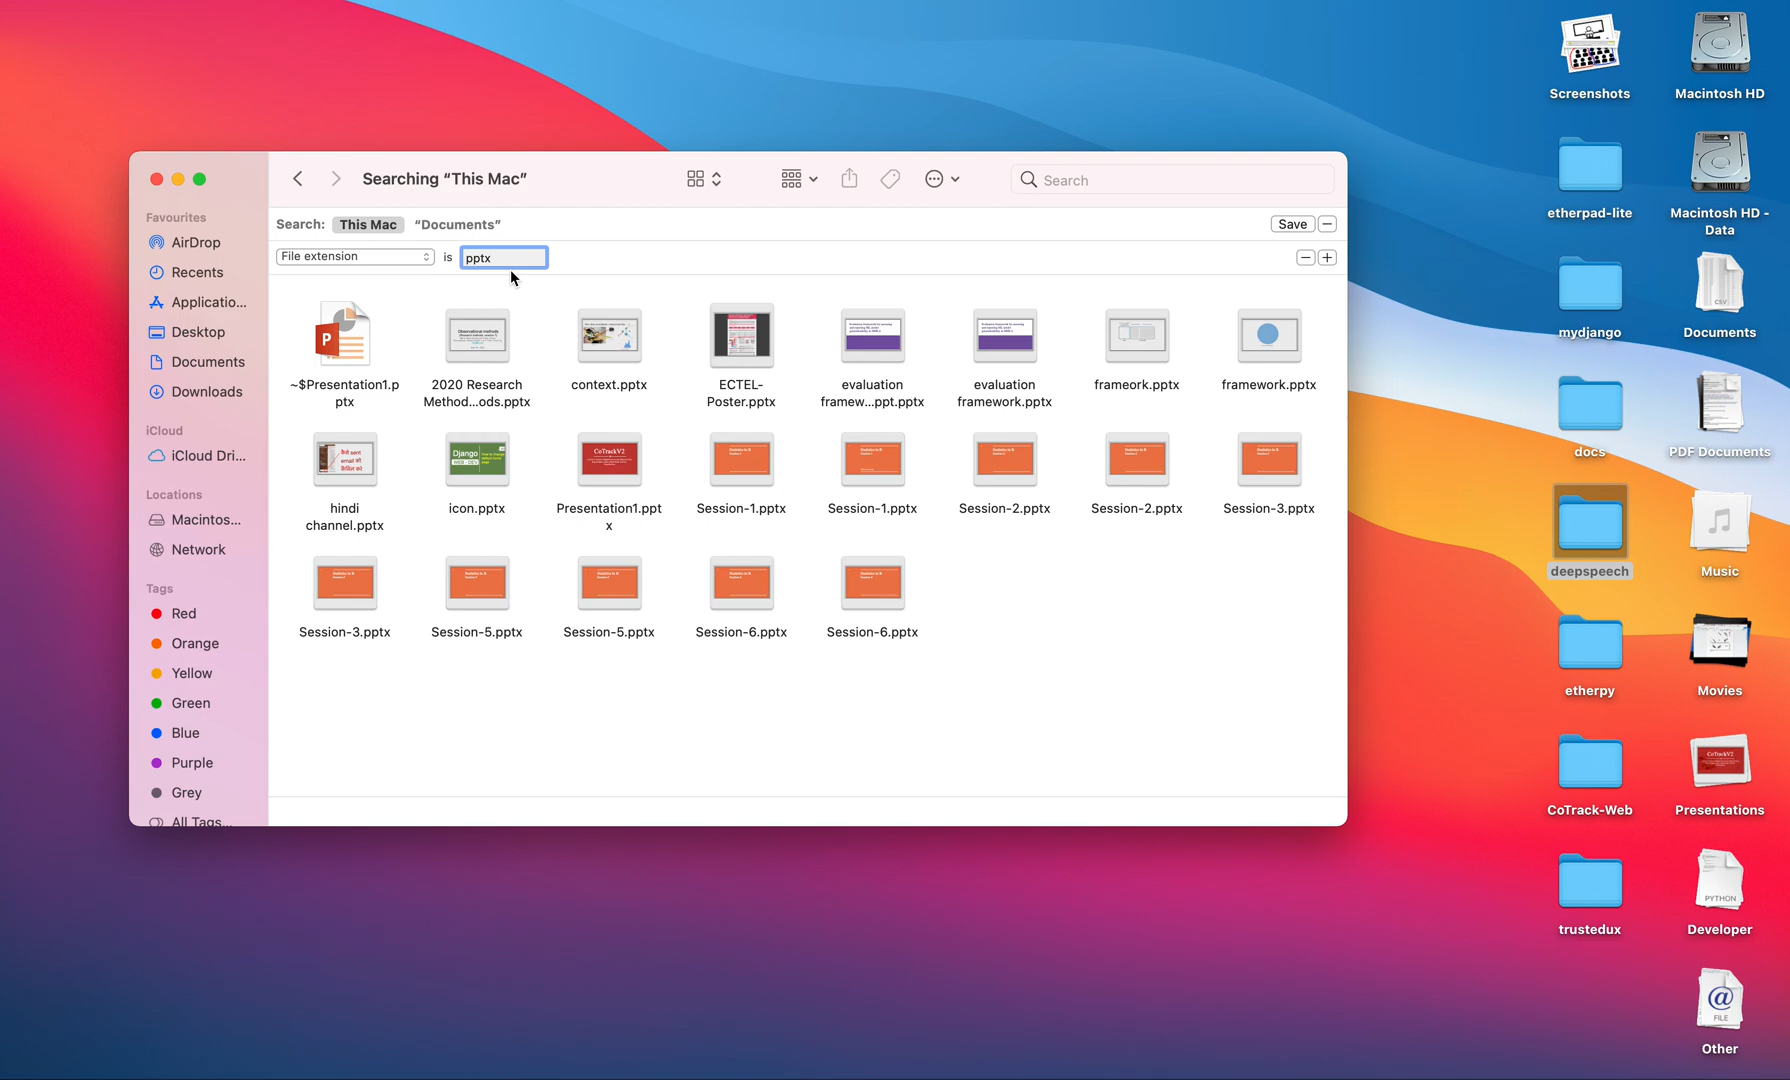 Searching “This Mac”
Search
Search: This Mac “Documents”
Save
File extension is pptx
Favourites
AirDrop
Recents
Applicatio...
Desktop
Documents
Downloads
iCloud
iCloud Dri...
Locations
Macintos...
Network
Tags
Red
Orange
Yellow
Green
Blue
Purple
Grey
All Tags...
~$Presentation1.p
ptx
2020 Research
Method...ods.pptx
context.pptx
ECTEL-
Poster.pptx
evaluation
framew...ppt.pptx
evaluation
framework.pptx
frameork.pptx
framework.pptx
hindi
channel.pptx
icon.pptx
Presentation1.ppt
x
Session-1.pptx
Session-1.pptx
Session-2.pptx
Session-2.pptx
Session-3.pptx
Session-3.pptx
Session-5.pptx
Session-5.pptx
Session-6.pptx
Session-6.pptx
Django
CoTrackV2
Screenshots
Macintosh HD
etherpad-lite
Macintosh HD -
Data
mydjango
CSV
Documents
docs
PDF Documents
deepspeech
Music
etherpy
Movies
CoTrack-Web
CoTrackV2
Presentations
trustedux
PYTHON
Developer
@
FILE
Other